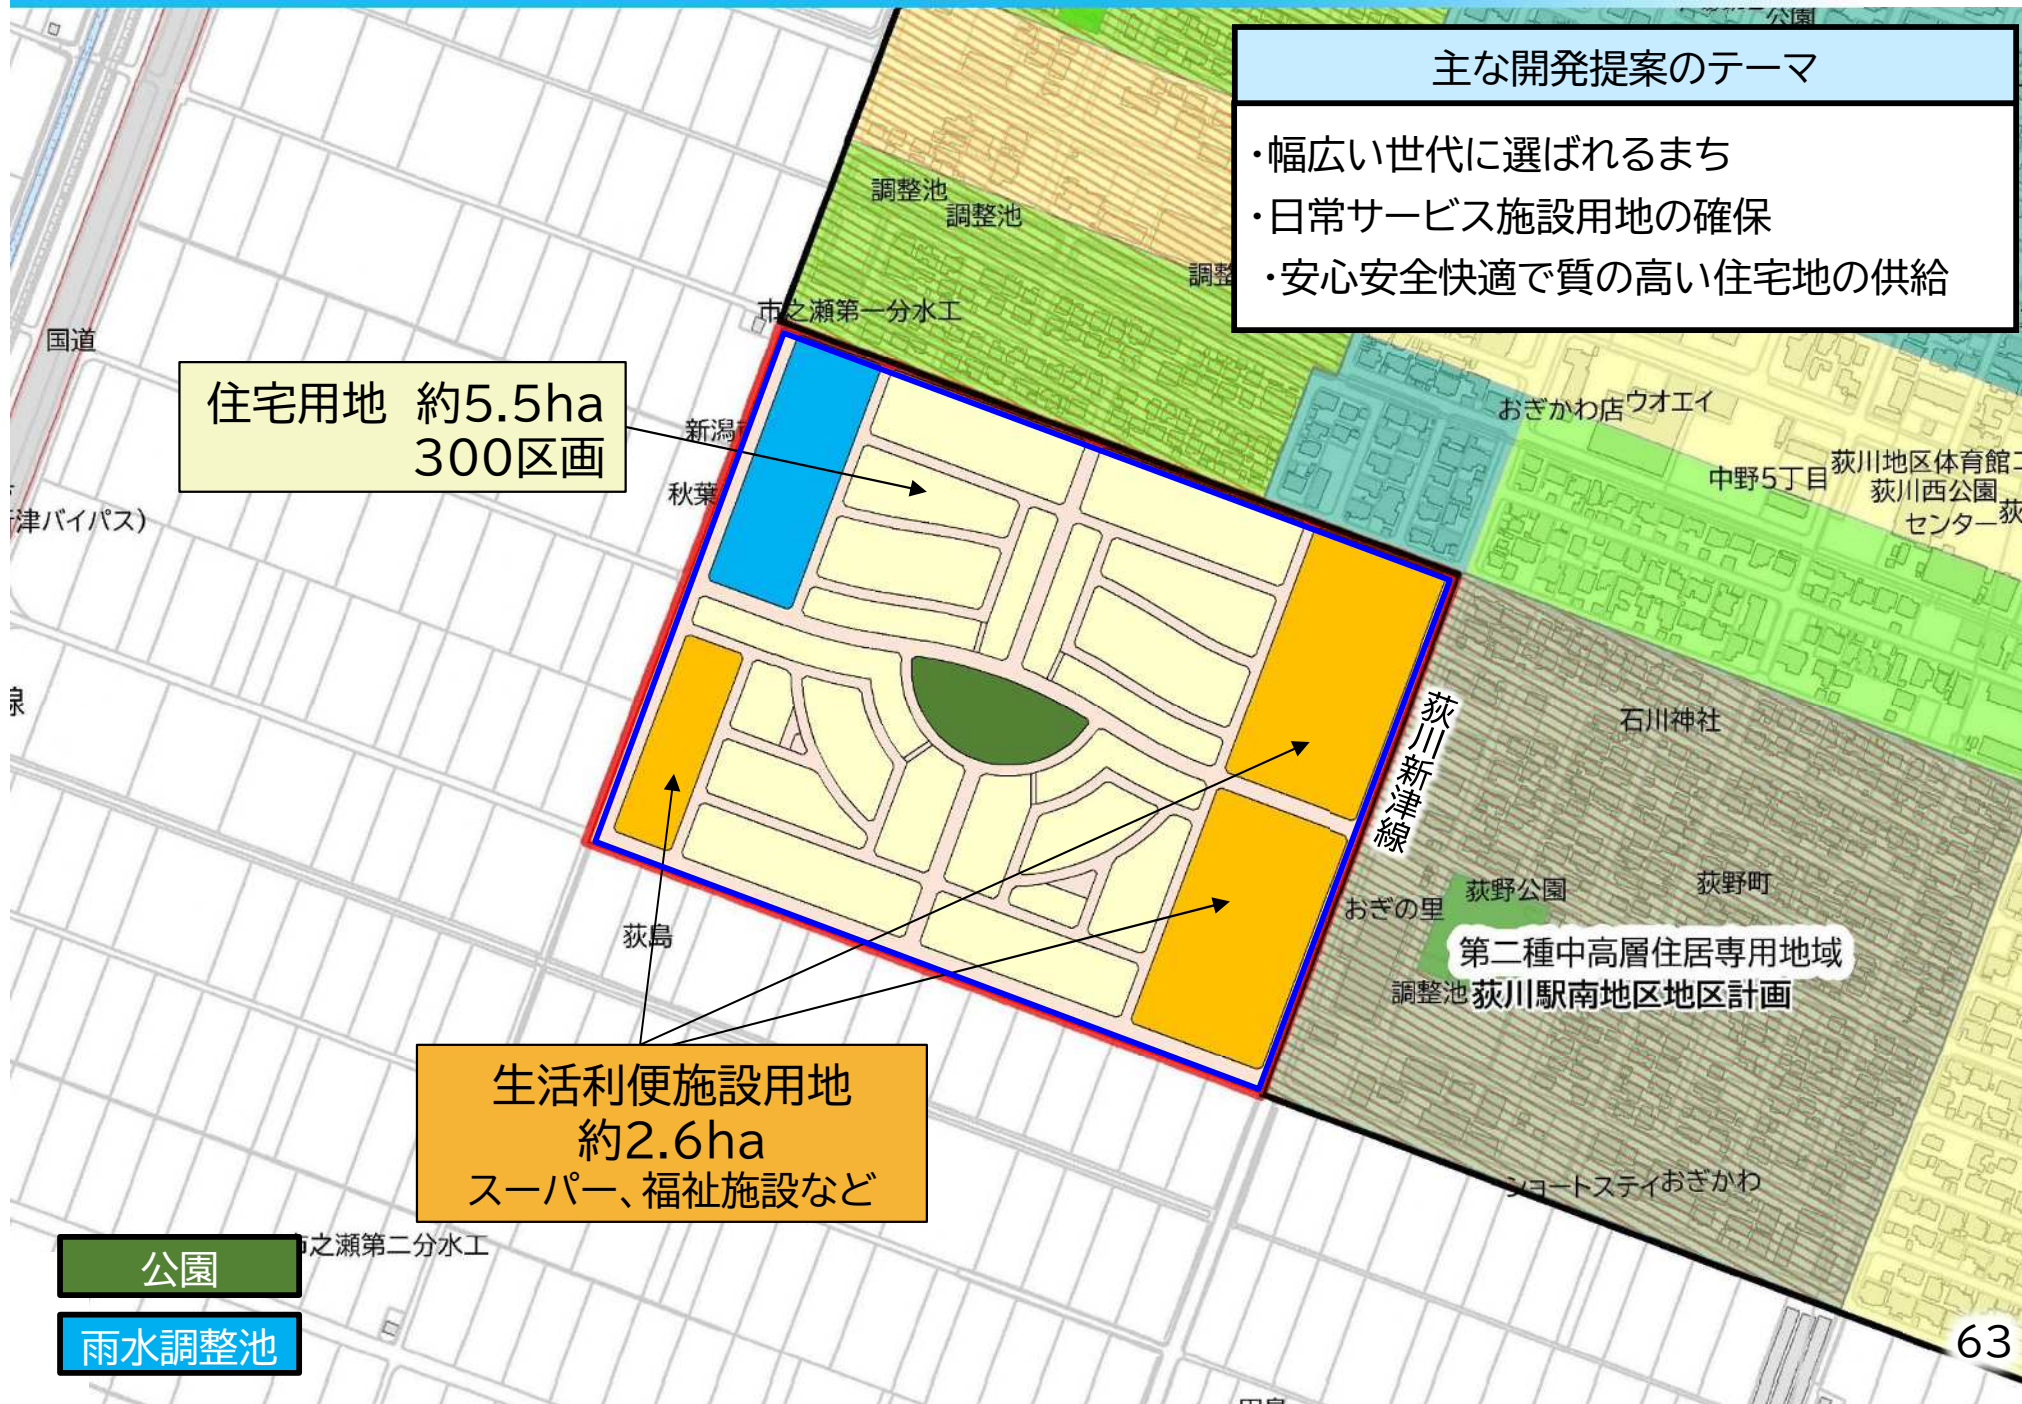 公園
主な開発提案のテーマ
・幅広い世代に選ばれるまち
・日常サービス施設用地の確保
・安心安全快適で質の高い住宅地の供給
調整池
調整池
調整
市之瀬第一分水工
国道
住宅用地 約5.5ha
300区画
新潟
秋葉
津バイパス)
おぎかわ店
ウオエイ
中野5丁目
荻川地区体育館
荻川西公園
センター
荻
線
荻川新津線
石川神社
荻野公園
荻野町
おぎの里
第二種中高層住居専用地域
調整池
荻川駅南地区地区計画
荻島
生活利便施設用地
約2.6ha
スーパー、福祉施設など
ショートステイおぎかわ
市之瀬第二分水工
公園
雨水調整池
63